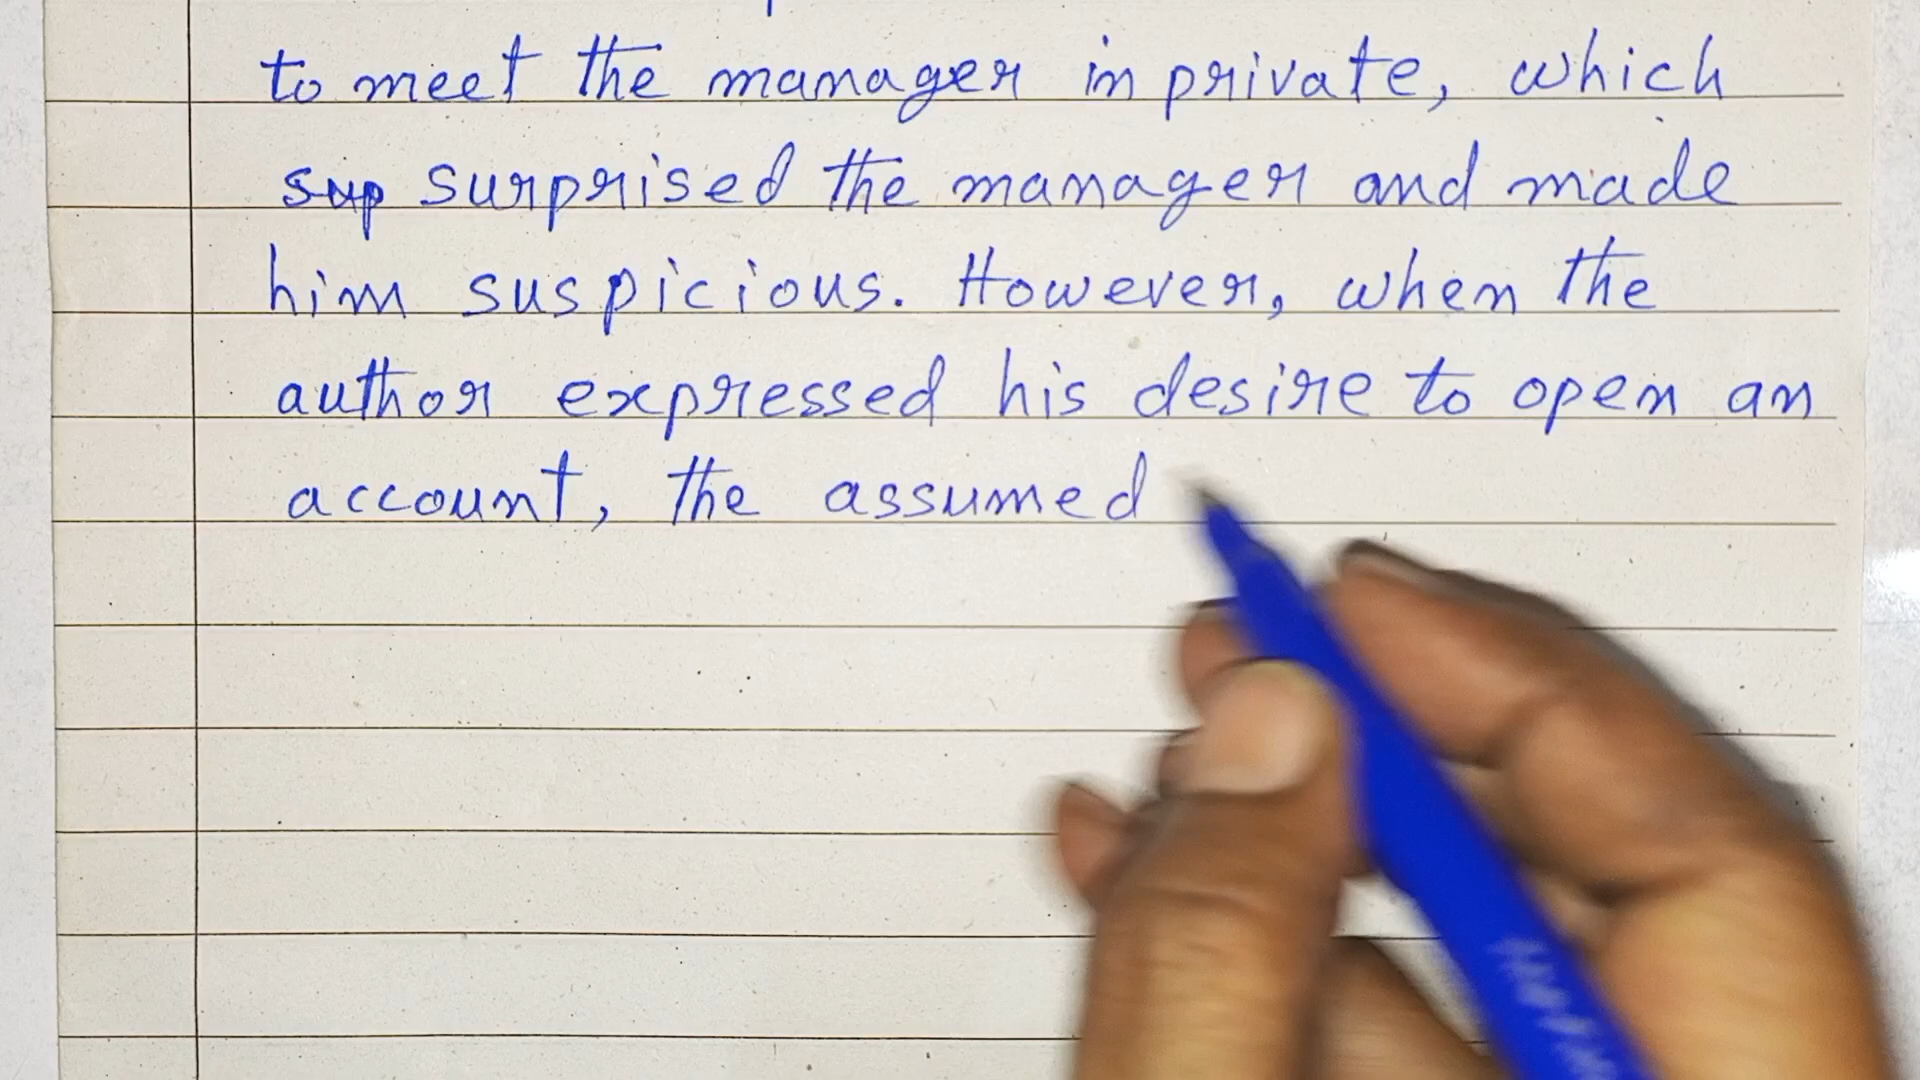 to meet the manager in private, which
sup surprised the manager and made
him suspicious. However, when the
author expressed his desire to open an
account, the assumed